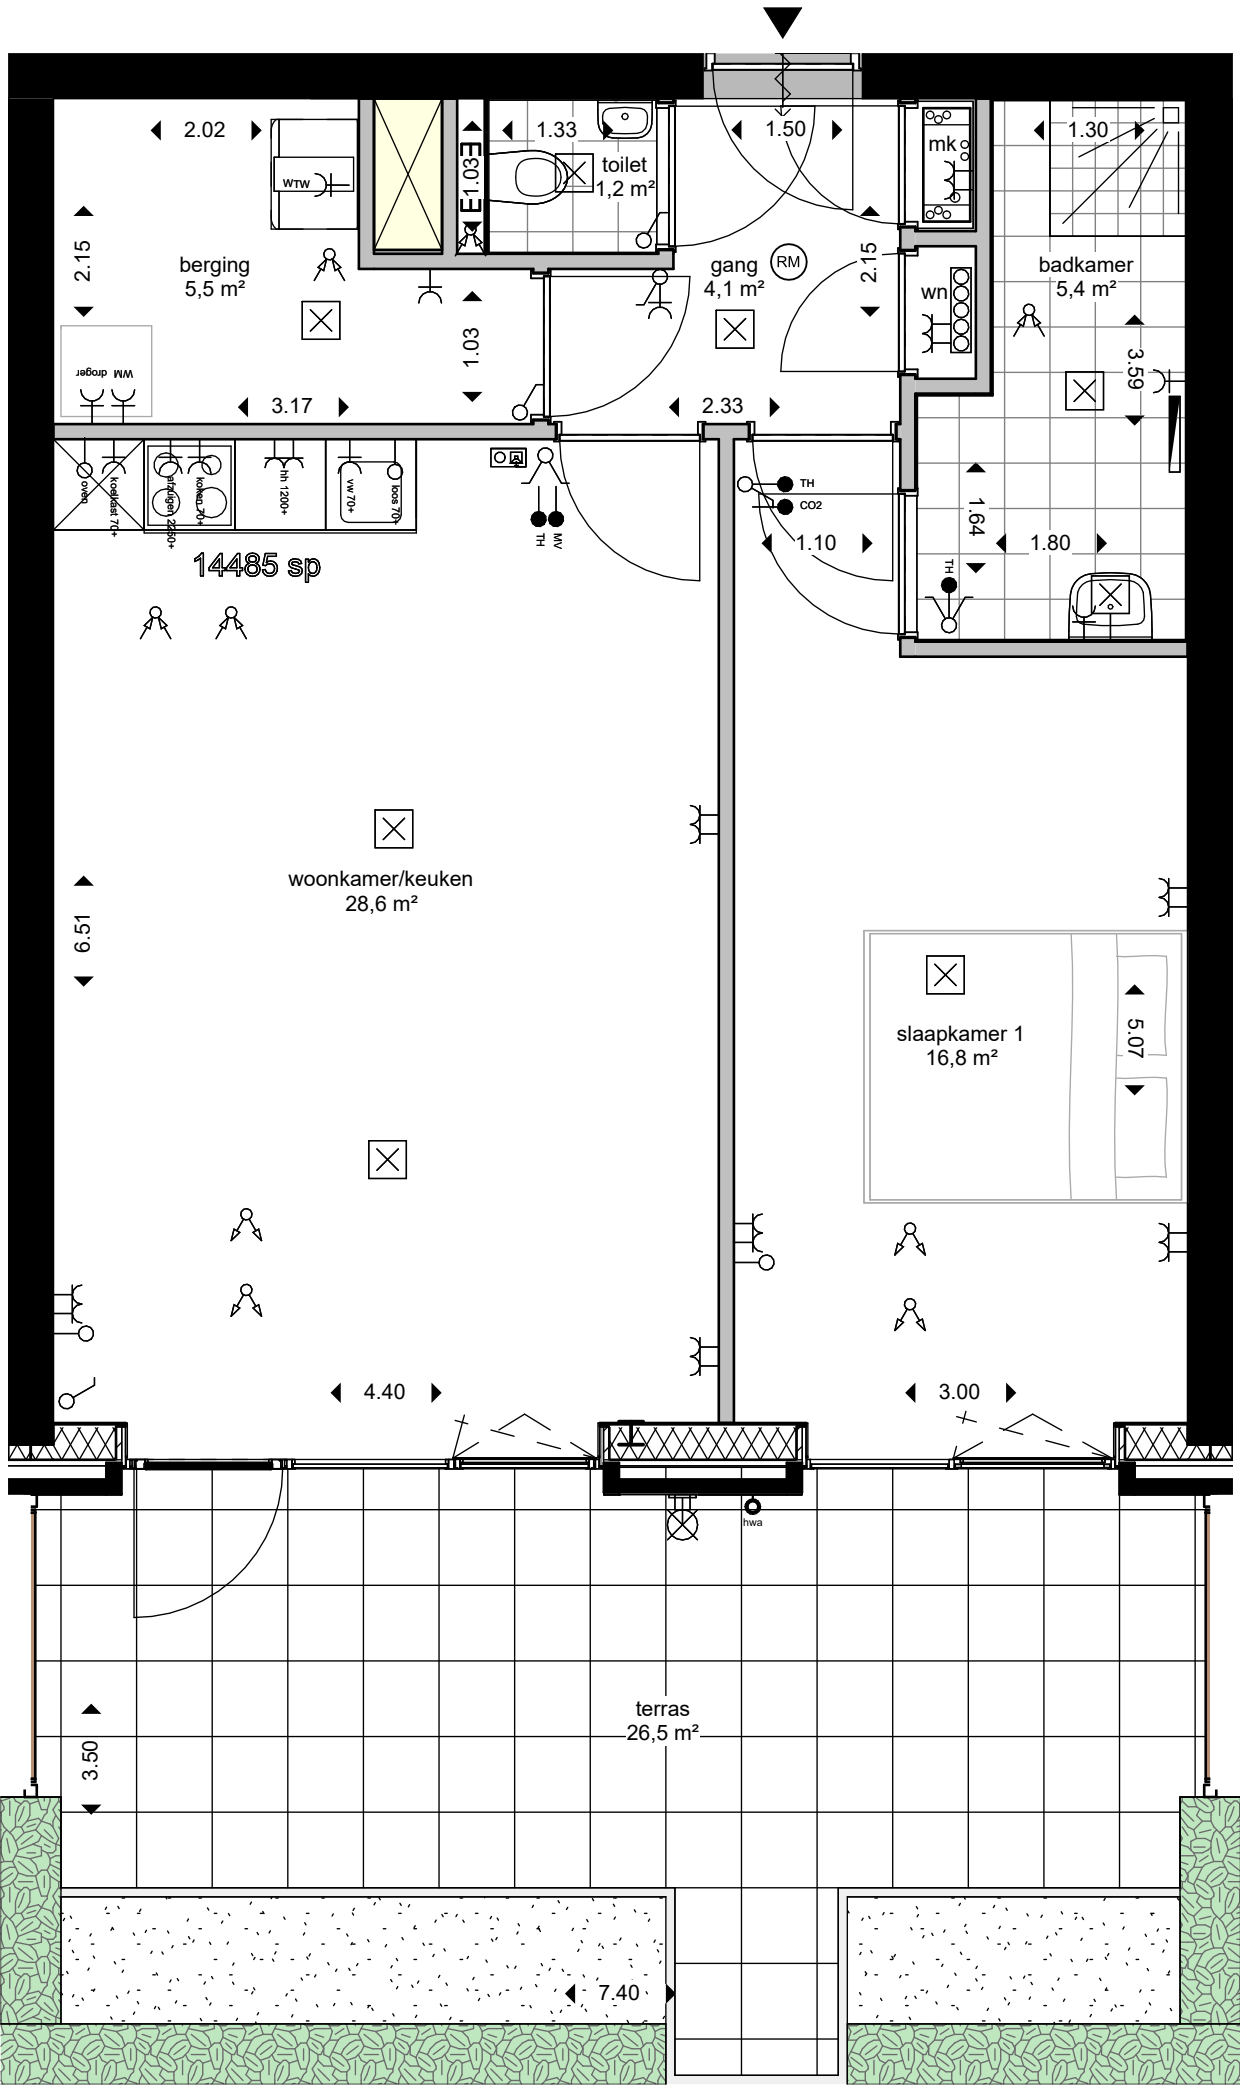 2.02
1.33
1.50
1.30
WTW
1.03
toilet
1,2 m²
mk
2.15
berging
5,5 m²
gang
4,1 m²
RM
2.15
wn
badkamer
5,4 m²
1.03
3.59
WM
droger
3.17
2.33
oven
koelkast 70+
afzuigen 2250+
koken 70+
hh 1200+
vw 70+
loos 70+
TH
MV
TH
CO2
1.64
1.10
1.80
TH
14485 sp
woonkamer/keuken
28,6 m²
6.51
slaapkamer 1
16,8 m²
5.07
4.40
3.00
hwa
terras
26,5 m²
3.50
7.40